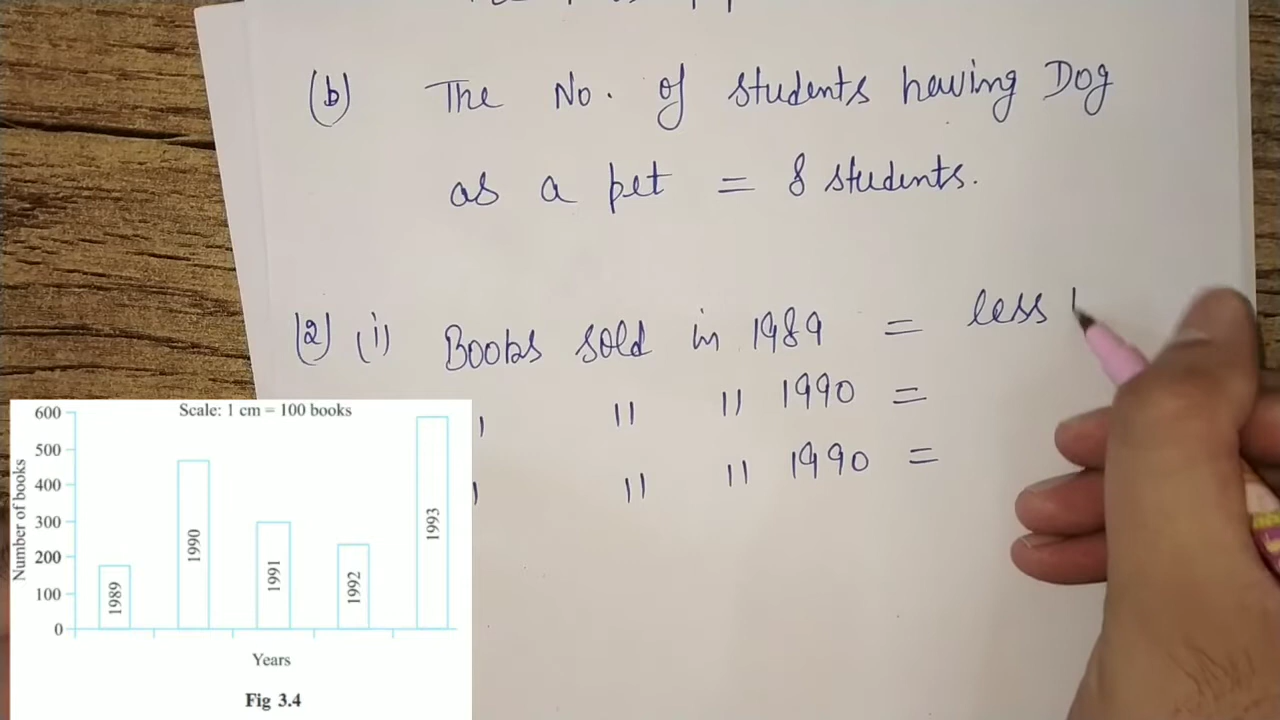 (b) The No. of students having Dog
as a pet = 8 students.
(2) (i) Books sold in 1989 = less
" " 1990 =
" " 1990 =
Scale: 1 cm = 100 books
600
500
400
300
200
100
0
Number of books
1989
1990
1991
1992
1993
Years
Fig 3.4